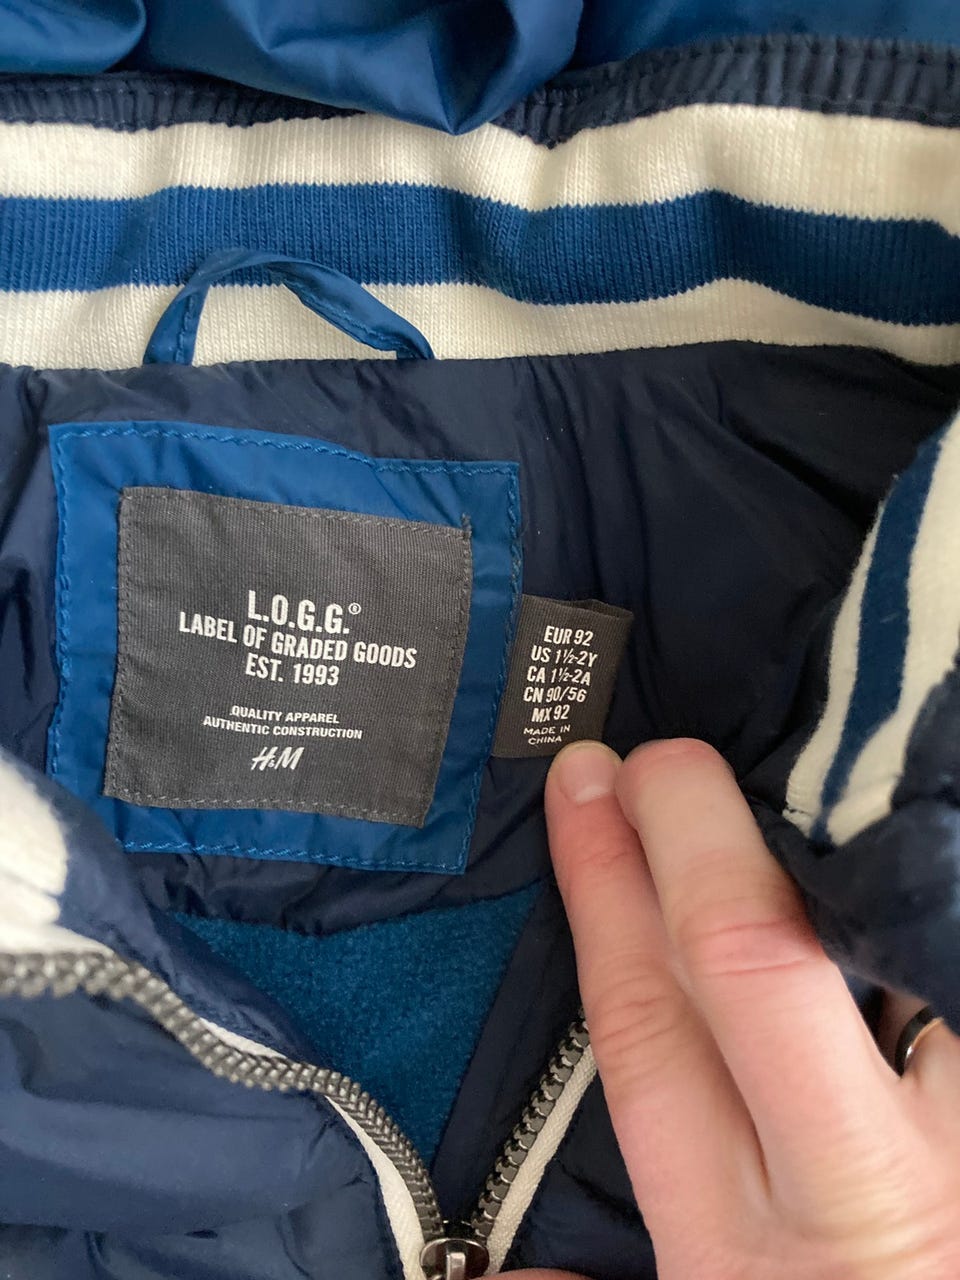 L.O.G.G.®
LABEL OF GRADED GOODS
EST. 1993
QUALITY APPAREL
AUTHENTIC CONSTRUCTION
H&M
EUR 92
US 1½-2Y
CA 1½-2A
CN 90/56
MX 92
MADE IN
CHINA